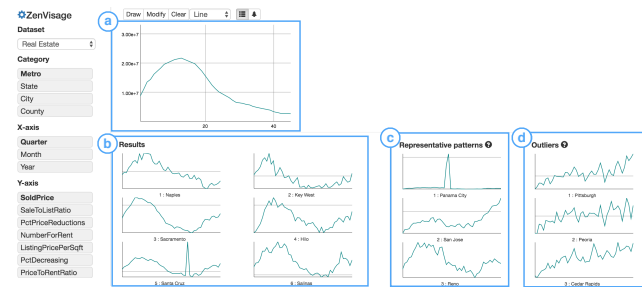 ZenVisage
Dataset
Real Estate
Category
Metro
State
City
County
X-axis
Quarter
Month
Year
Y-axis
SoldPrice
SaleToListRatio
PctPriceReductions
NumberForRent
ListingPricePerSqft
PctDecreasing
PriceToRentRatio
Draw Modify Clear Line
a
3.00e+7
2.00e+7
1.00e+7
20 40
b
Results
1 : Naples 2 : Key West
3 : Sacramento 4 : Hilo
5 : Santa Cruz 6 : Salinas
c
Representative patterns ?
1 : Panama City
2 : San Jose
3 : Reno
d
Outliers ?
1 : Pittsburgh
2 : Peoria
3 : Cedar Rapids